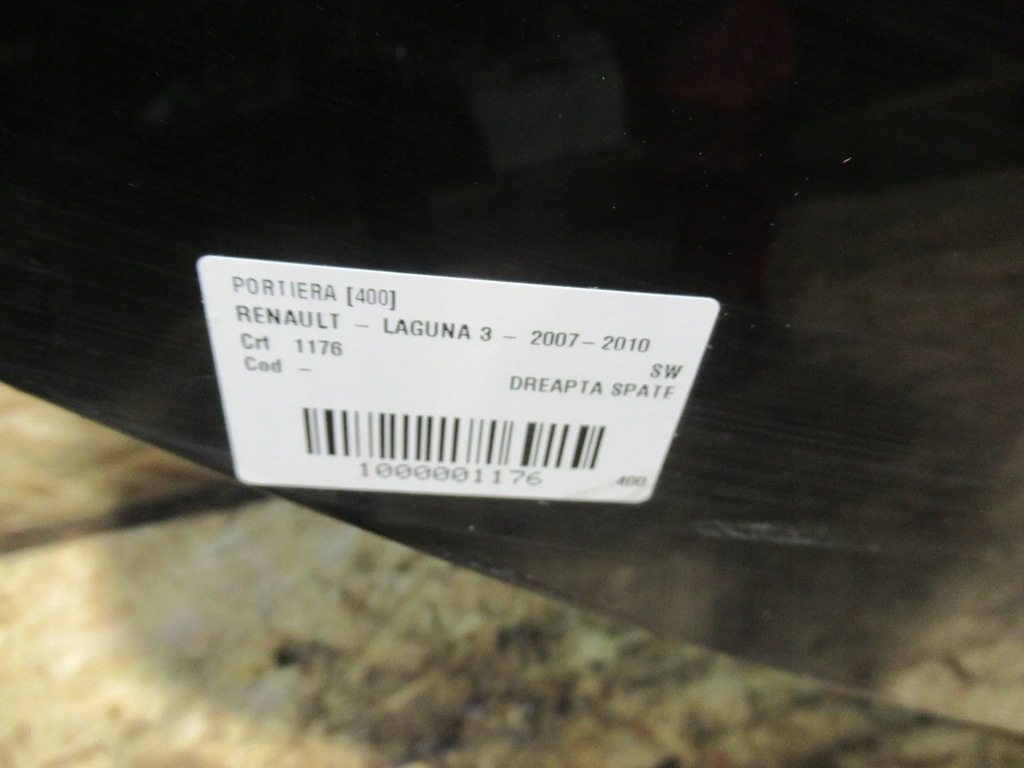 PORTIERA [400]
RENAULT - LAGUNA 3 - 2007-2010
Crt 1176
SW
Cod -
DREAPTA SPATE
1000001176
400